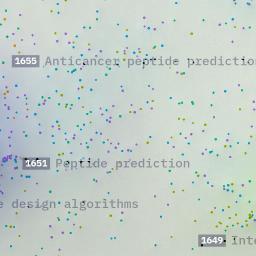 1655 Anticancer peptide prediction
1651 Peptide prediction
e design algorithms
1649 Inte